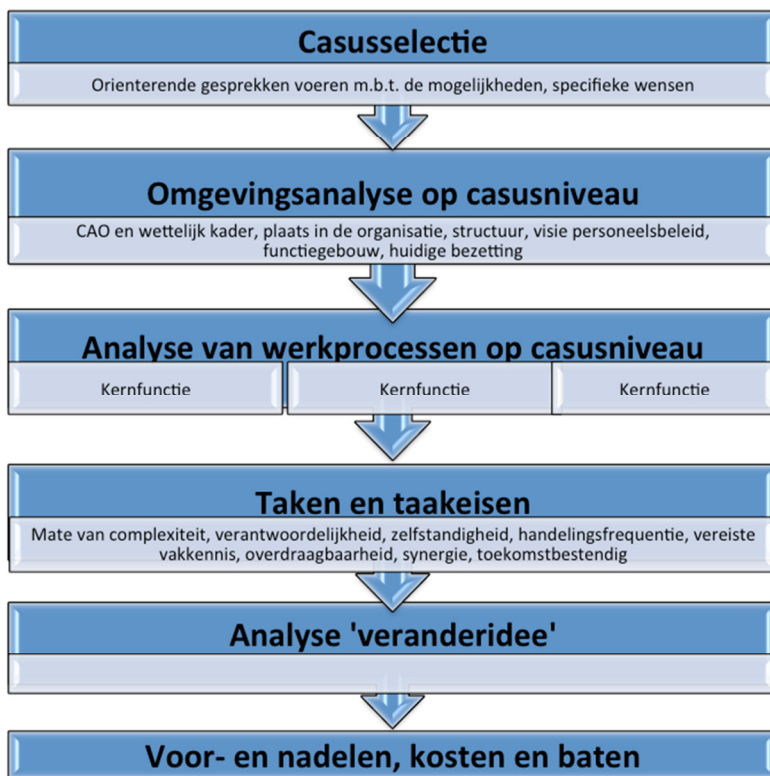 Casusselectie
Orienterende gesprekken voeren m.b.t. de mogelijkheden, specifieke wensen
Omgevingsanalyse op casusniveau
CAO en wettelijk kader, plaats in de organisatie, structuur, visie personeelsbeleid,
functiegebouw, huidige bezetting
Analyse van werkprocessen op casusniveau
Kernfunctie Kernfunctie Kernfunctie
Taken en taakeisen
Mate van complexiteit, verantwoordelijkheid, zelfstandigheid, handelingsfrequentie, vereiste
vakkennis, overdraagbaarheid, synergie, toekomstbestendig
Analyse 'veranderidee'
Voor- en nadelen, kosten en baten